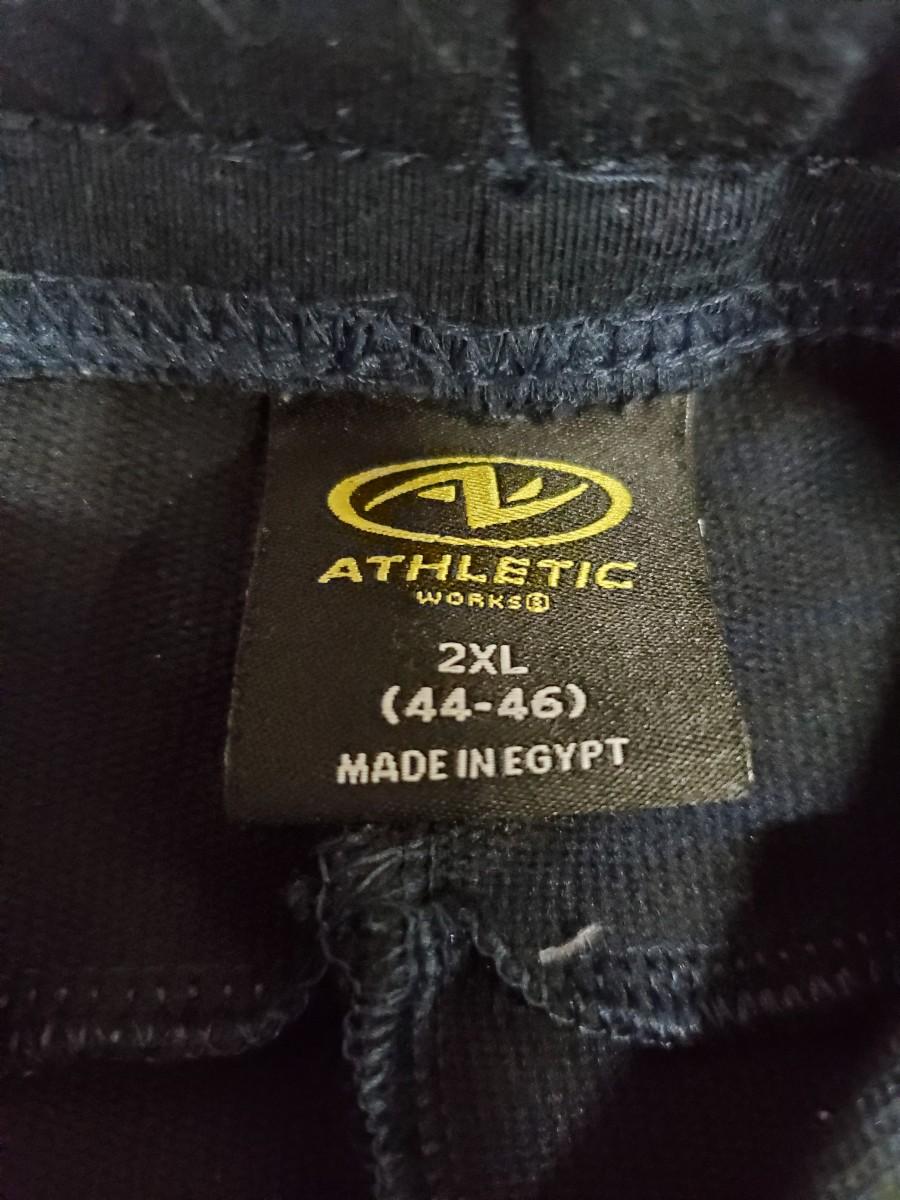 ATHLETIC
WORKS®
2XL
(44-46)
MADE IN EGYPT